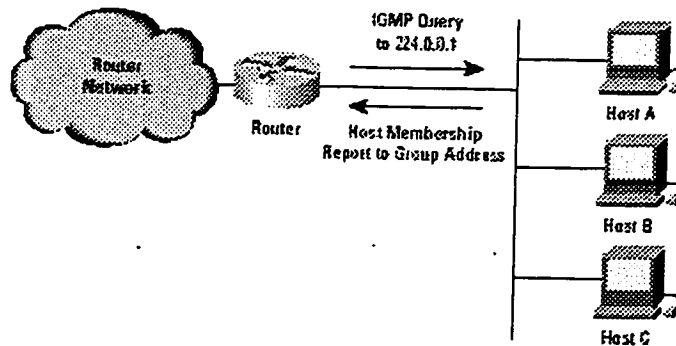 Router
Network
Router
IGMP Query
to 224.0.0.1
Host Membership
Report to Group Address
Host A
Host B
Host C